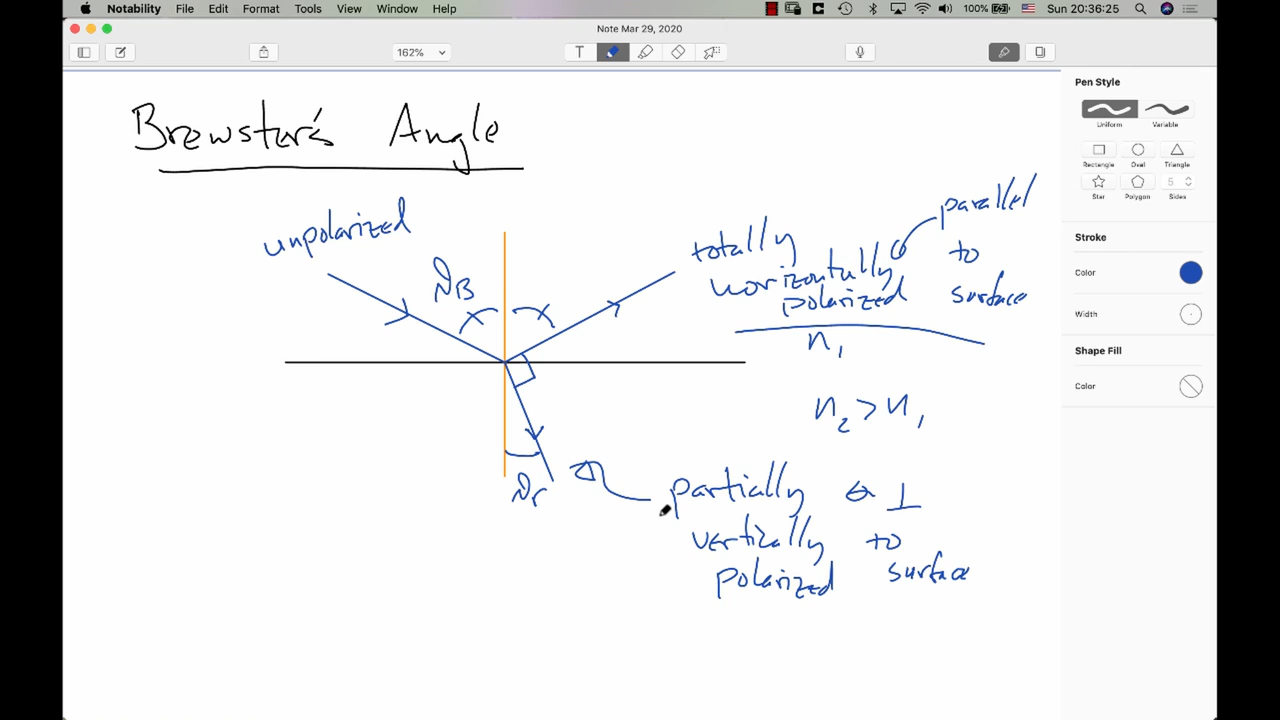 Notability File Edit Format Tools View Window Help
100% Sun 20:36:25
Note Mar 29, 2020
162%
T
Pen Style
Uniform Variable
Rectangle Oval Triangle
5
Star Polygon Sides
Stroke
Color
Width
Shape Fill
Color
Brewster's Angle
unpolarized
ϑB
totally
horizontally
polarized
parallel
to
surface
n1
n2 > n1
ϑr
partially ⊥
vertically to
polarized surface